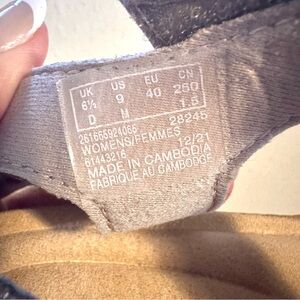 UK US EU CN
6½ 9 40 250
D M 1.5
261665924066 28245
WOMENS/FEMMES
61443216 12/21
MADE IN CAMBODIA
FABRIQUE AU CAMBODGE